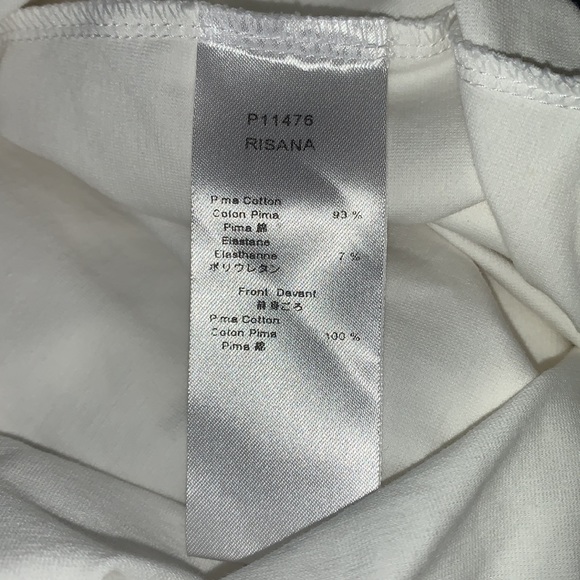 P11476
RISANA
Pima Cotton
Coton Pima 93 %
Pima 綿
Elastane
Elasthanne 7 %
ポリウレタン
Front Devant
前身ごろ
Pima Cotton
Coton Pima 100 %
Pima 綿